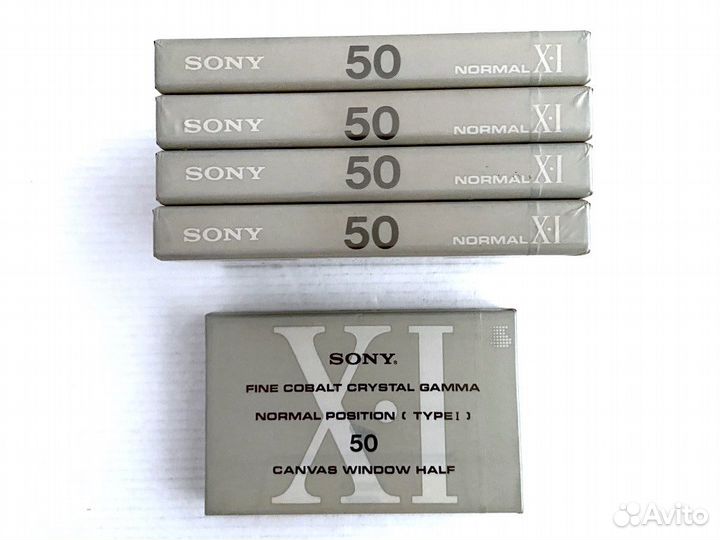 SONY 50 NORMAL X·I
SONY 50 NORMAL X·I
SONY 50 NORMAL X·I
SONY 50 NORMAL X·I
X·I
SONY.
FINE COBALT CRYSTAL GAMMA
NORMAL POSITION ( TYPE I )
50
CANVAS WINDOW HALF
Avito